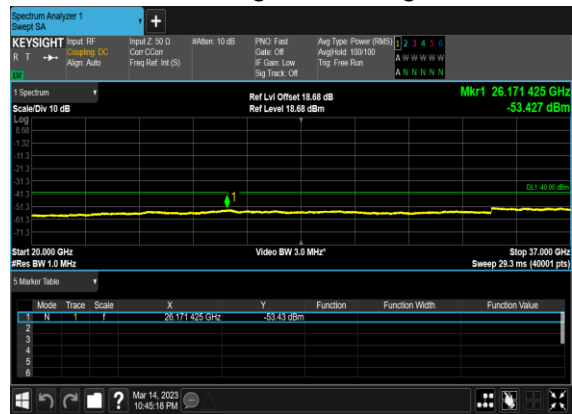 Spectrum Analyzer 1
Swept SA
KEYSIGHT Input: RF Input Z: 50 Ω #Atten: 10 dB PNO: Fast Avg Type: Power (RMS) 1 2 3 4 5 6
R T Coupling: DC Corr CCorr Gate: Off Avg|Hold: 100/100 A W W W W W
Align: Auto Freq Ref: Int (S) IF Gain: Low Trig: Free Run
LXI Sig Track: Off A N N N N N
1 Spectrum Ref Lvl Offset 18.68 dB Mkr1 26.171 425 GHz
Scale/Div 10 dB Ref Level 18.68 dBm -53.427 dBm
Log
8.68
-1.32
-11.3
-21.3
-31.3
DL1 -40.00 dBm
-41.3
1
-51.3
-61.3
-71.3
Start 20.000 GHz Video BW 3.0 MHz* Stop 37.000 GHz
#Res BW 1.0 MHz Sweep 29.3 ms (40001 pts)
5 Marker Table
Mode Trace Scale X Y Function Function Width Function Value
1 N 1 f 26.171 425 GHz -53.43 dBm
2
3
4
5
6
? Mar 14, 2023
10:45:18 PM